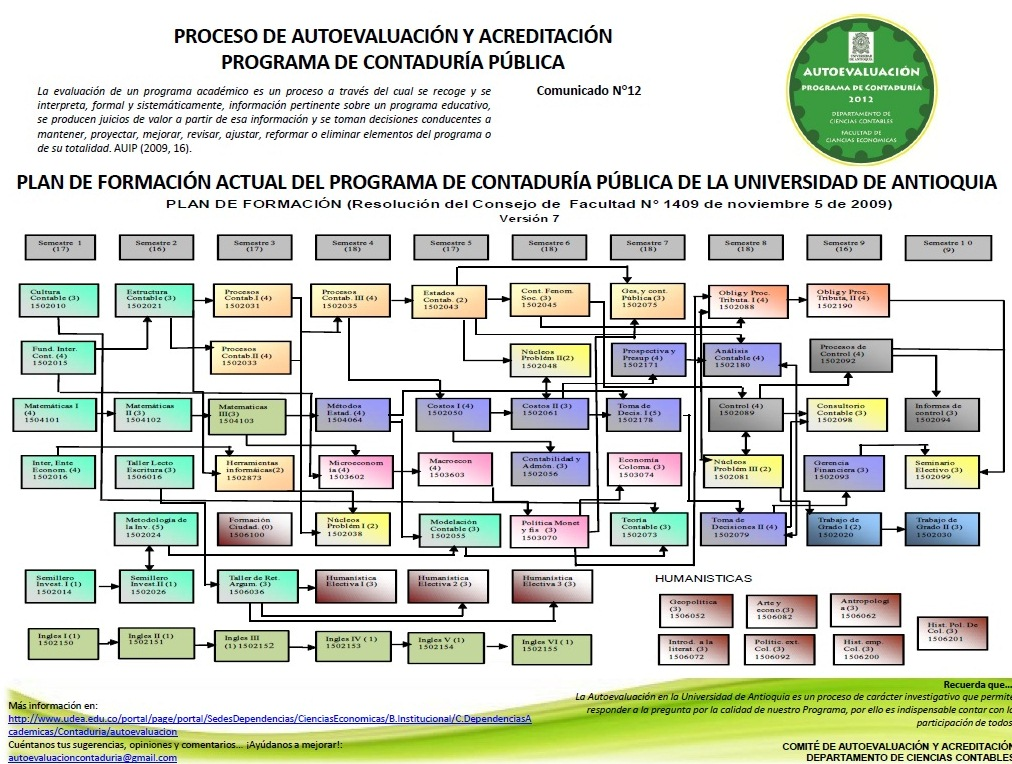 PROCESO DE AUTOEVALUACIÓN Y ACREDITACIÓN
PROGRAMA DE CONTADURÍA PÚBLICA
La evaluación de un programa académico es un proceso a través del cual se recoge y se
interpreta, formal y sistemáticamente, información pertinente sobre un programa educativo,
se producen juicios de valor a partir de esa información y se toman decisiones conducentes a
mantener, proyectar, mejorar, revisar, ajustar, reformar o eliminar elementos del programa o
de su totalidad. AUIP (2009, 16).
Comunicado N°12
UNIVERSIDAD
DE ANTIOQUIA
AUTOEVALUACIÓN
PROGRAMA DE CONTADURÍA
2012
DEPARTAMENTO DE
CIENCIAS CONTABLES
FACULTAD DE
CIENCIAS ECONOMICAS
PLAN DE FORMACIÓN ACTUAL DEL PROGRAMA DE CONTADURÍA PÚBLICA DE LA UNIVERSIDAD DE ANTIOQUIA
PLAN DE FORMACIÓN (Resolución del Consejo de Facultad N° 1409 de noviembre 5 de 2009)
Versión 7
Semestre 1
(17)
Semestre 2
(16)
Semestre 3
(17)
Semestre 4
(18)
Semestre 5
(17)
Semestre 6
(18)
Semestre 7
(18)
Semestre 8
(18)
Semestre 9
(16)
Semestre 1 0
(9)
Cultura
Contable (3)
1502010
Estructura
Contable (3)
1502021
Procesos
Contab.I (4)
1502031
Procesos
Contab. III (4)
1502035
Estados
Contab. (2)
1502043
Cont. Fenom.
Soc. (3)
1502045
Ges, y cont.
Pública (3)
1502075
Oblig y Proc.
Tributa. I (4)
1502088
Oblig y Proc.
Tributa, II (4)
1502190
Fund. Inter.
Cont. (4)
1502015
Procesos
Contab.II (4)
1502033
Núcleos
Problém II(2)
1502048
Prospectiva y
Presup (4)
1502171
Análisis
Contable (4)
1502180
Procesos de
Control (4)
1502092
Matemáticas I
(4)
1504101
Matemáticas
II (3)
1504102
Matematicas
III(3)
1504103
Métodos
Estad. (4)
1504064
Costos I (4)
1502050
Costos II (3)
1502061
Toma de
Decis. I (5)
1502178
Control (4)
1502089
Consultorio
Contable (3)
1502098
Informes de
control (3)
1502094
Inter, Ente
Econom. (4)
1502016
Taller Lecto
Escritura (3)
1506016
Herramientas
informáicas(2)
1502873
Microeconom
ía (4)
1503602
Macroecon
(4)
1503603
Contabilidad y
Admón. (3)
1502056
Economía
Coloma. (3)
1503074
Núcleos
Problém III (2)
1502081
Gerencia
Financiera (3)
1502093
Seminario
Electivo (3)
1502099
Metodología de
la Inv. (5)
1502024
Formación
Ciudad. (0)
1506100
Núcleos
Problém I (2)
1502038
Modelación
Contable (3)
1502055
Política Monet
y fis (3)
1503070
Teoría
Contable (3)
1502073
Toma de
Decisiones II (4)
1502079
Trabajo de
Grado I (2)
1502020
Trabajo de
Grado II (3)
1502030
Semillero
Invest. I (1)
1502014
Semillero
Invest.II (1)
1502026
Taller de Ret.
Argum. (3)
1506036
Humanística
Electiva I (3)
Humanística
Electiva 2 (3)
Humanística
Electiva 3 (3)
Ingles I (1)
1502150
Ingles II (1)
1502151
Ingles III
(1) 1502152
Ingles IV ( 1)
1502153
Ingles V ( 1)
1502154
Ingles VI ( 1)
1502155
HUMANISTICAS
Geopolítica
(3)
1506052
Arte y
econo.(3)
1506082
Antropologí
a (3)
1506062
Hist. Pol. De
Col. (3)
1506201
Introd. a la
literat. (3)
1506072
Polític. ext.
Col. (3)
1506092
Hist. emp.
Col. (3)
1506200
Más información en:
http://www.udea.edu.co/portal/page/portal/SedesDependencias/CienciasEconomicas/B.Institucional/C.DependenciasA
cademicas/Contaduria/autoevaluacion
Cuéntanos tus sugerencias, opiniones y comentarios... ¡Ayúdanos a mejorar!:
autoevaluacioncontaduria@gmail.com
Recuerda que...
La Autoevaluación en la Universidad de Antioquia es un proceso de carácter investigativo que permite
responder a la pregunta por la calidad de nuestro Programa, por ello es indispensable contar con la
participación de todos
COMITÉ DE AUTOEVALUACIÓN Y ACREDITACIÓN
DEPARTAMENTO DE CIENCIAS CONTABLES